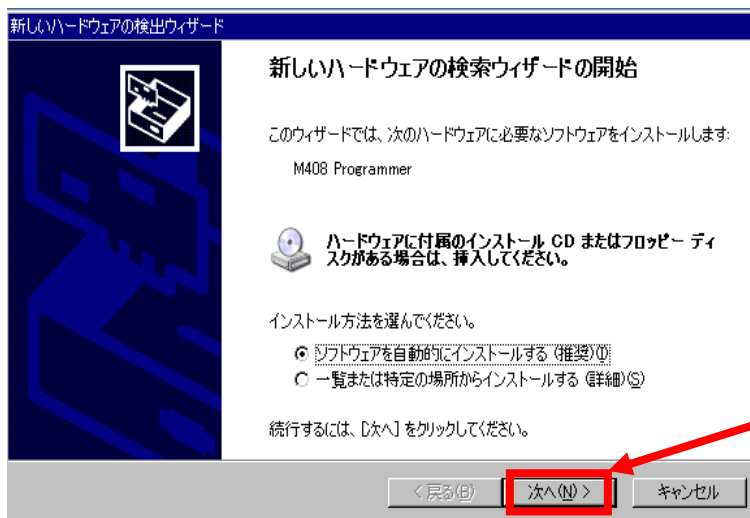 新しいハードウェアの検出ウィザード
新しいハードウェアの検索ウィザードの開始
このウィザードでは、次のハードウェアに必要なソフトウェアをインストールします:
M408 Programmer
ハードウェアに付属のインストール CD またはフロッピー ディ
スクがある場合は、挿入してください。
インストール方法を選んでください。
ソフトウェアを自動的にインストールする (推奨)(I)
一覧または特定の場所からインストールする (詳細)(S)
続行するには、[次へ] をクリックしてください。
< 戻る(B) 次へ(N) > キャンセル